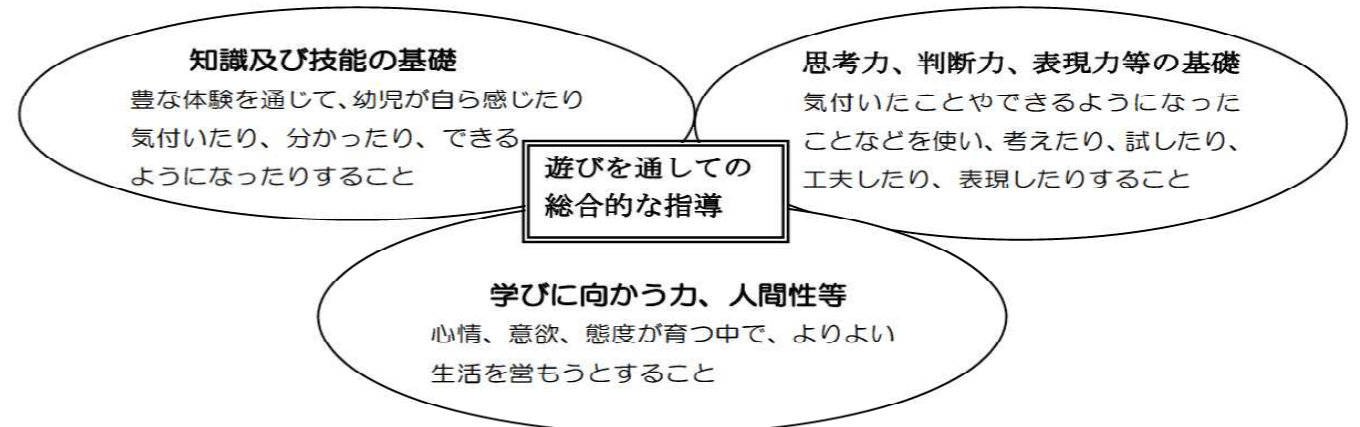 知識及び技能の基礎
豊な体験を通じて、幼児が自ら感じたり
気付いたり、分かったり、できる
ようになったりすること
思考力、判断力、表現力等の基礎
気付いたことやできるようになった
ことなどを使い、考えたり、試したり、
工夫したり、表現したりすること
遊びを通しての
総合的な指導
学びに向かう力、人間性等
心情、意欲、態度が育つ中で、よりよい
生活を営もうとすること